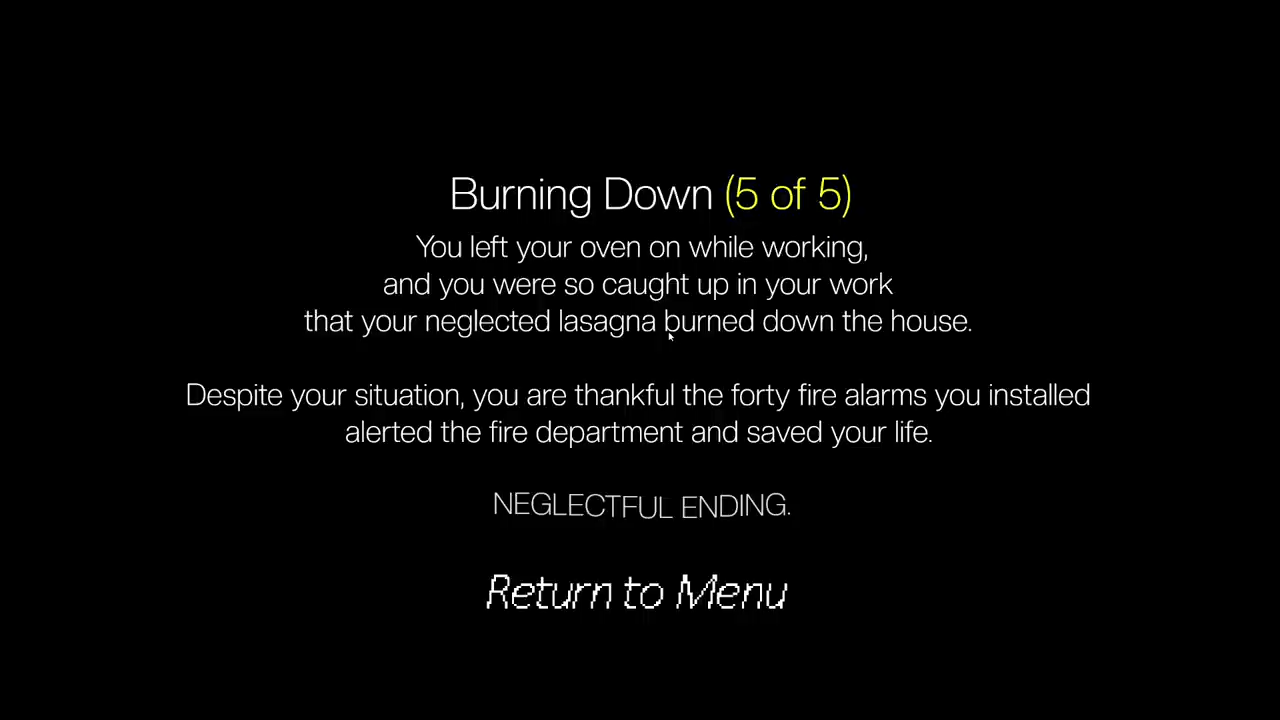 Burning Down (5 of 5)
You left your oven on while working,
and you were so caught up in your work
that your neglected lasagna burned down the house.
Despite your situation, you are thankful the forty fire alarms you installed
alerted the fire department and saved your life.
NEGLECTFUL ENDING.
Return to Menu